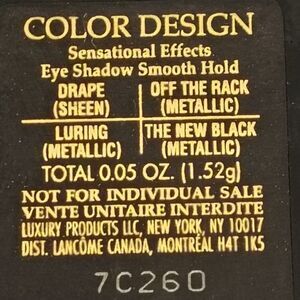 COLOR DESIGN
Sensational Effects
Eye Shadow Smooth Hold
DRAPE OFF THE RACK
(SHEEN) (METALLIC)
LURING THE NEW BLACK
(METALLIC) (METALLIC)
TOTAL 0.05 OZ. (1.52g)
NOT FOR INDIVIDUAL SALE
VENTE UNITAIRE INTERDITE
LUXURY PRODUCTS LLC, NEW YORK, NY 10017
DIST. LANCÔME CANADA, MONTRÉAL H4T 1K5
7C260